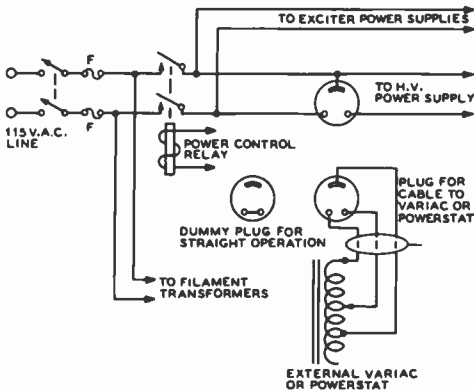 TO EXCITER POWER SUPPLIES
F
TO H.V.
POWER SUPPLY
F
115 V. A.C.
LINE
POWER CONTROL
RELAY
PLUG FOR
CABLE TO
VARIAC OR
POWERSTAT
DUMMY PLUG FOR
STRAIGHT OPERATION
TO FILAMENT
TRANSFORMERS
EXTERNAL VARIAC
OR POWERSTAT